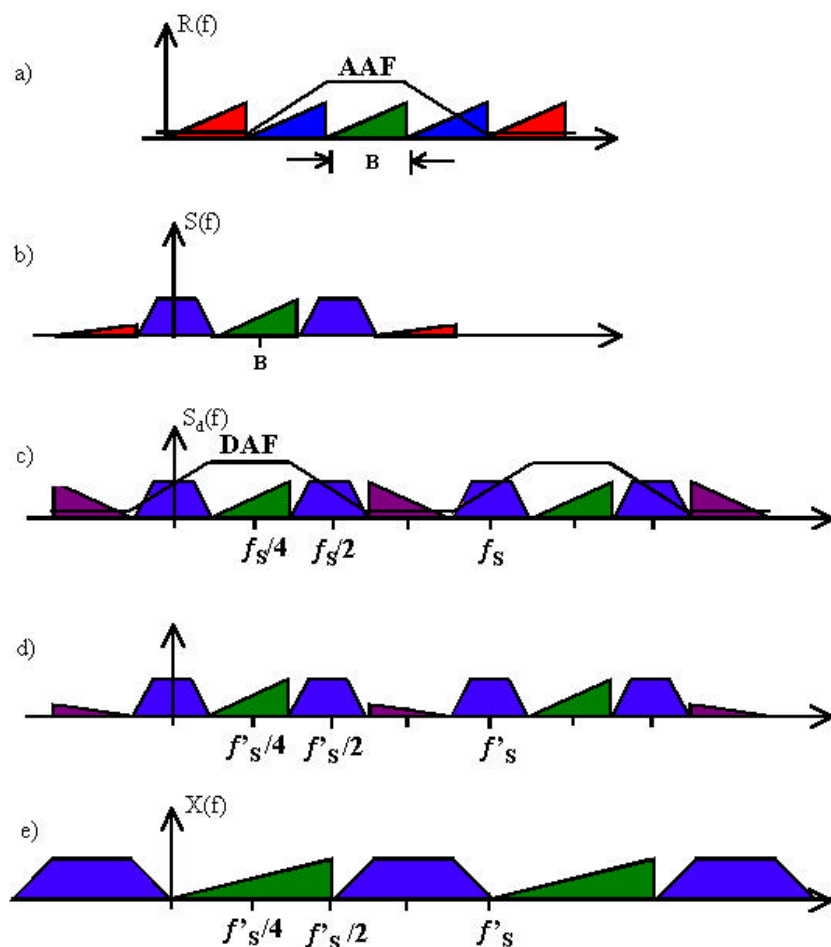 R(f)
a)
AAF
B
S(f)
b)
B
S_d(f)
c)
DAF
f_S/4 f_S/2 f_S
d)
f'_S/4 f'_S/2 f'_S
X(f)
e)
f'_S/4 f'_S/2 f'_S